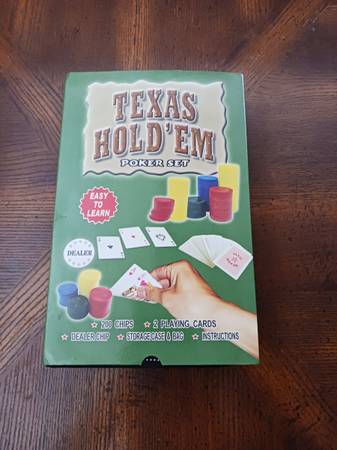 TEXAS
HOLD'EM
POKER SET
EASY
TO
LEARN
DEALER
★ 200 CHIPS ★ 2 PLAYING CARDS
★ DEALER CHIP ★ STORAGE CASE & BAG ★ INSTRUCTIONS